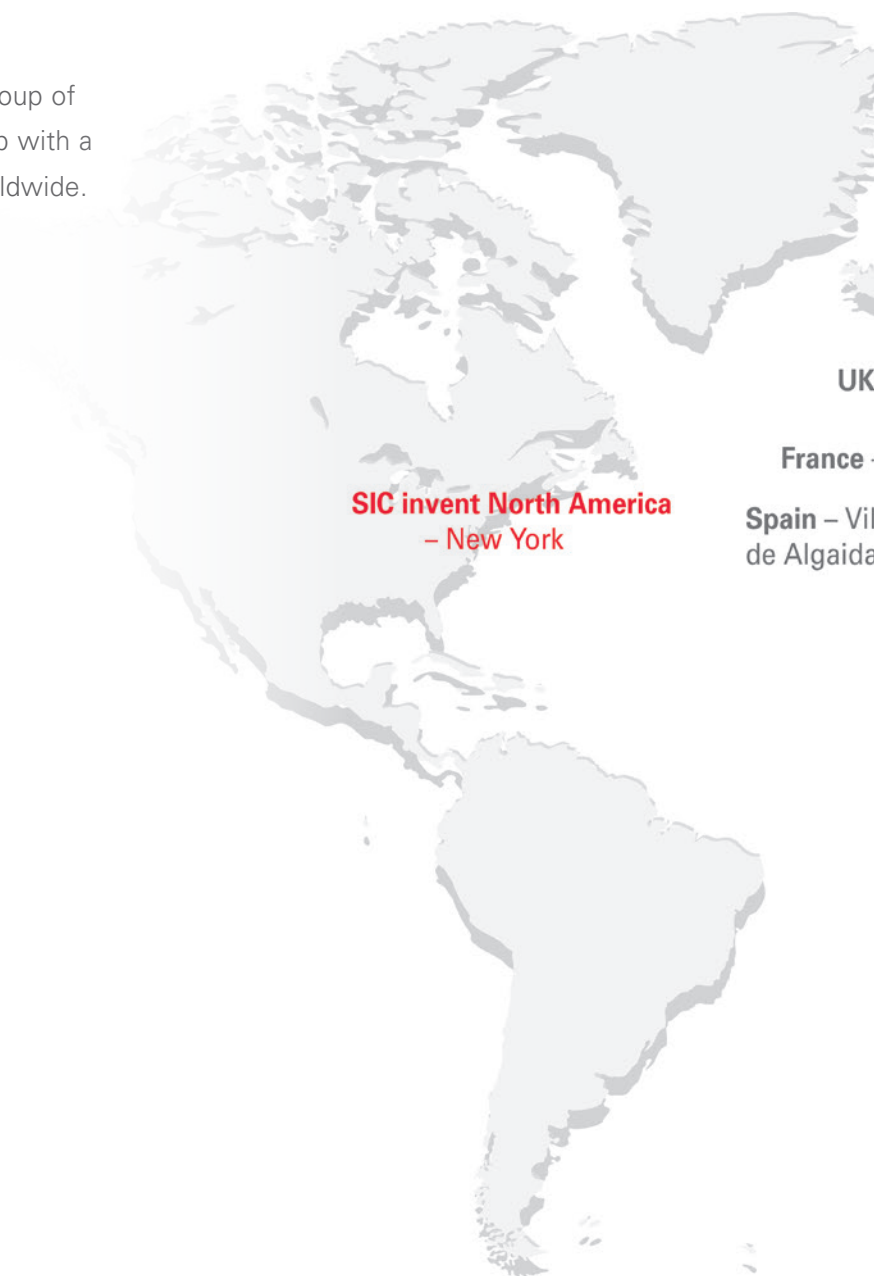 oup of
with a
ldwide.
UK
France –
SIC invent North America
– New York
Spain – Vil
de Algaida